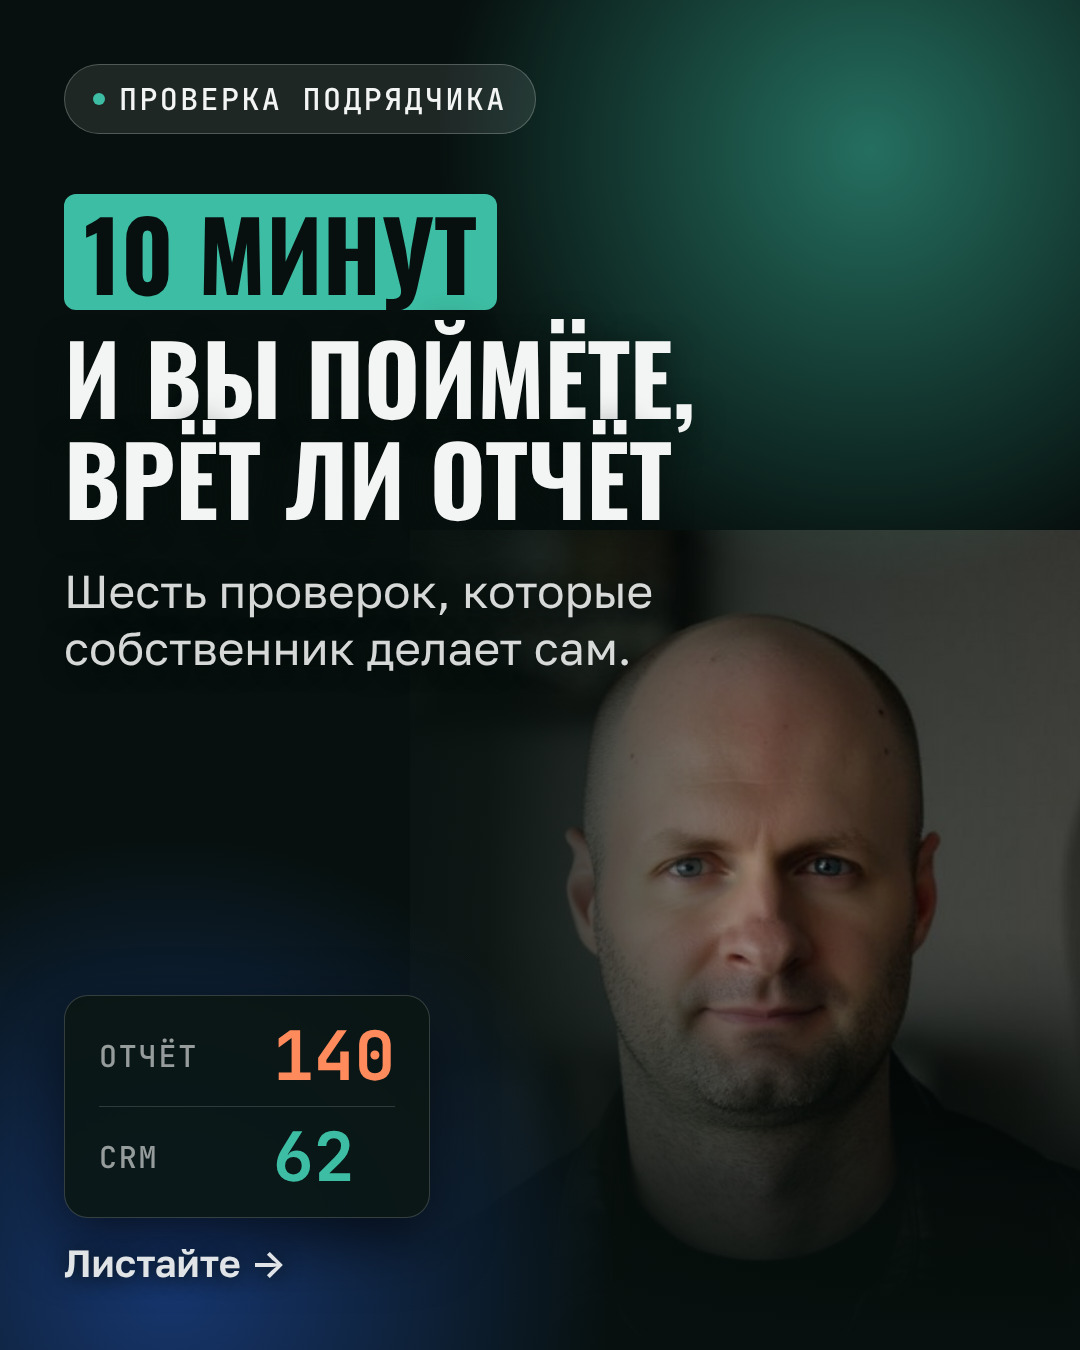 ПРОВЕРКА ПОДРЯДЧИКА
10 МИНУТ
И ВЫ ПОЙМЁТЕ,
ВРЁТ ЛИ ОТЧЁТ
Шесть проверок, которые
собственник делает сам.
ОТЧЁТ 140
CRM 62
Листайте →